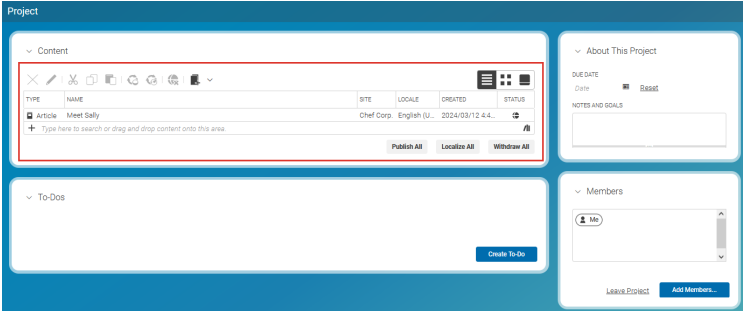 Project
Content
TYPE NAME SITE LOCALE CREATED STATUS
Article Meet Sally Chef Corp. English (U... 2024/03/12 4:4...
Type here to search or drag and drop content onto this area.
Publish All Localize All Withdraw All
To-Dos
Create To-Do
About This Project
DUE DATE
Date Reset
NOTES AND GOALS
Members
Me
Leave Project Add Members...